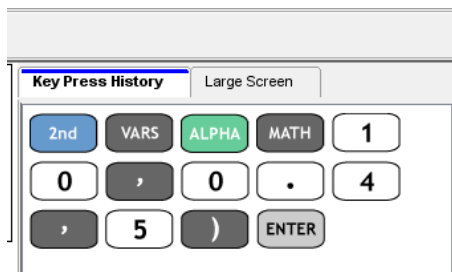 Key Press History Large Screen
2nd VARS ALPHA MATH 1
0 , 0 . 4
, 5 ) ENTER